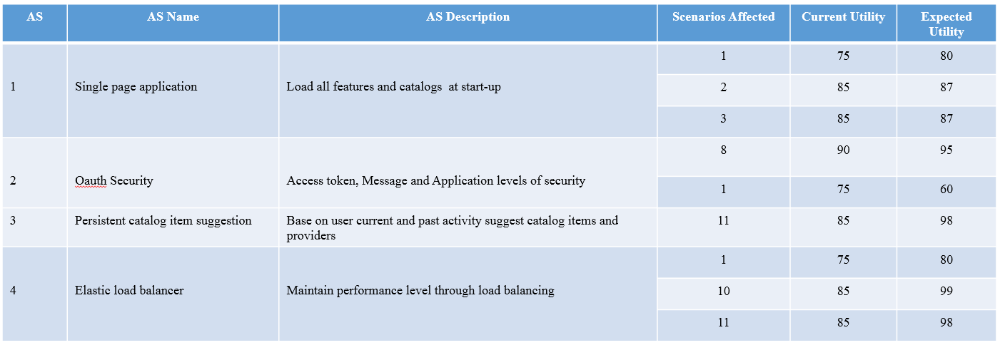 AS AS Name AS Description Scenarios Affected Current Utility Expected
Utility
1 75 80
1 Single page application Load all features and catalogs at start-up 2 85 87
3 85 87
8 90 95
2 Oauth Security Access token, Message and Application levels of security
1 75 60
3 Persistent catalog item suggestion Base on user current and past activity suggest catalog items and 11 85 98
providers
1 75 80
4 Elastic load balancer Maintain performance level through load balancing 10 85 99
11 85 98